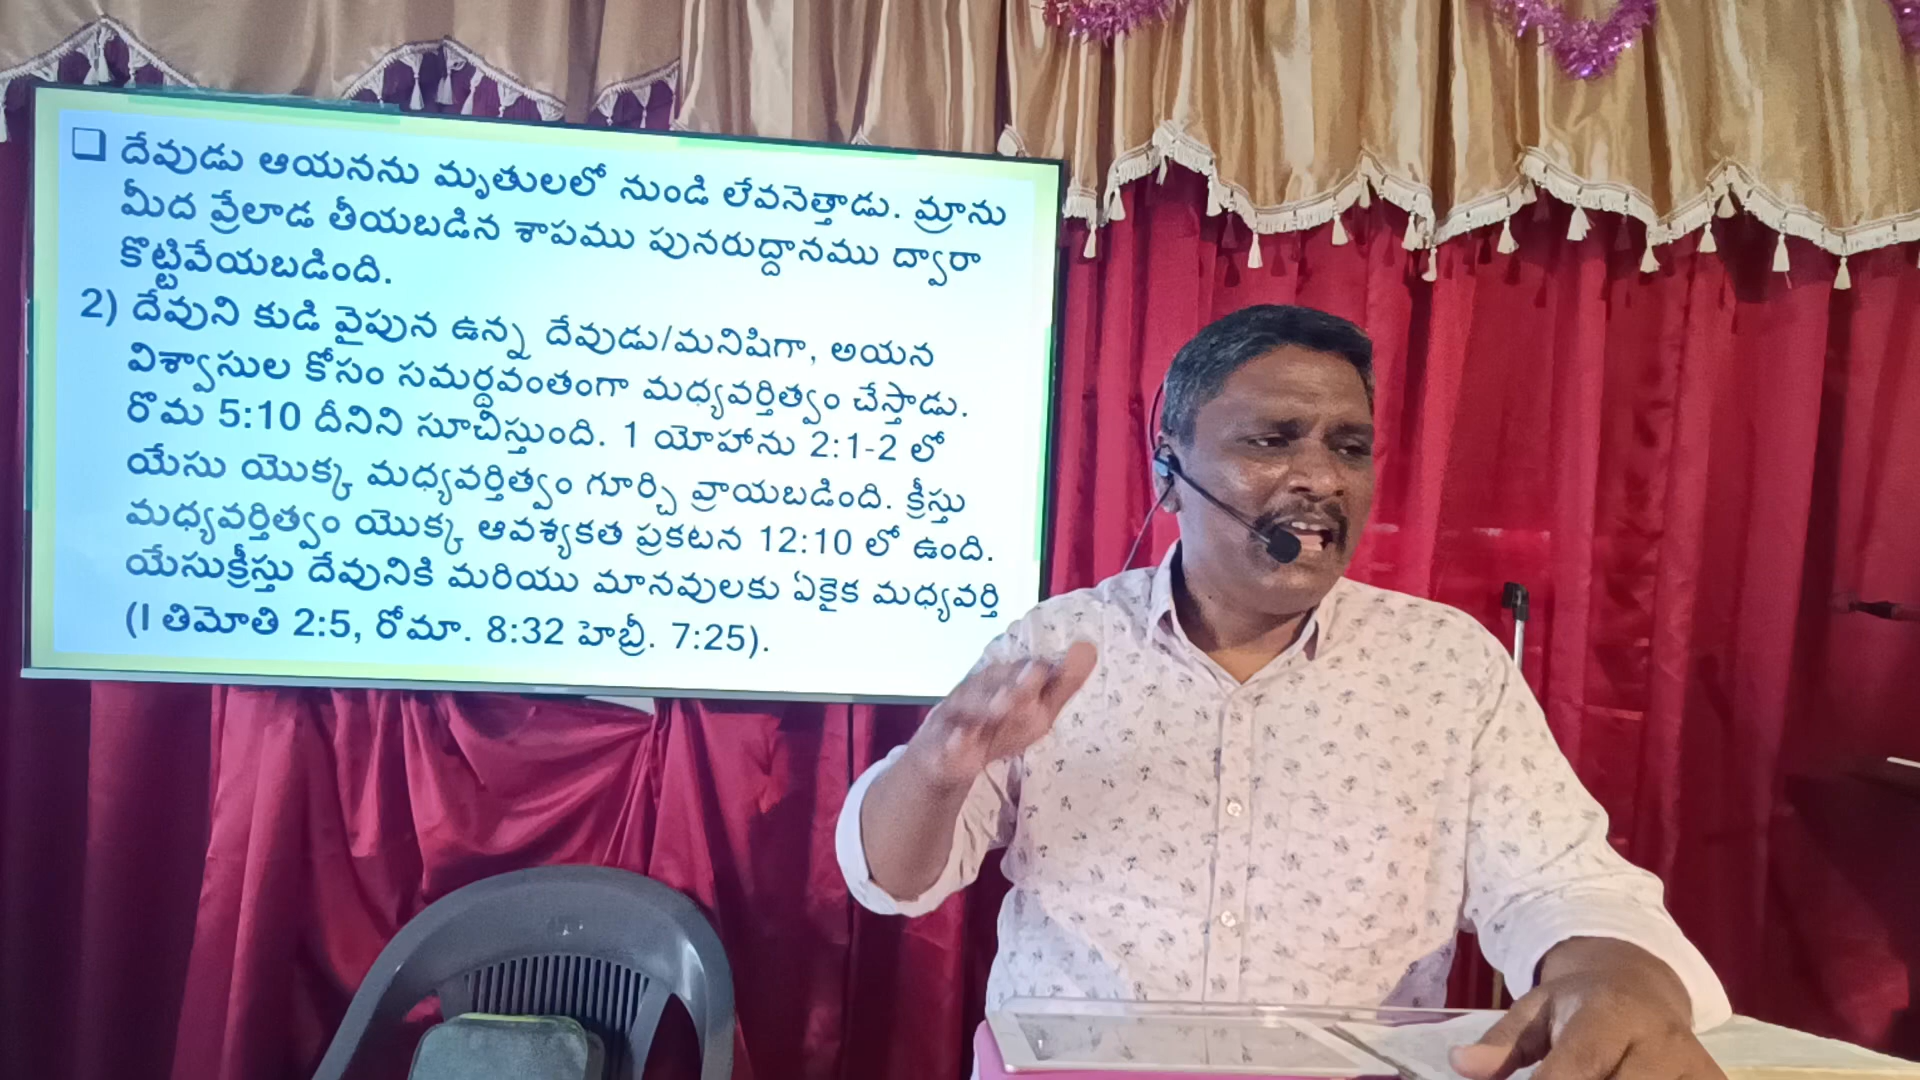 ❑ దేవుడు ఆయనను మృతులలో నుండి లేవనెత్తాడు. మ్రాను
మీద వ్రేలాడ తీయబడిన శాపము పునరుద్దానము ద్వారా
కొట్టివేయబడింది.
2) దేవుని కుడి వైపున ఉన్న దేవుడు/మనిషిగా, అయన
విశ్వాసుల కోసం సమర్ధవంతంగా మధ్యవర్తిత్వం చేస్తాడు.
రొమ 5:10 దీనిని సూచిస్తుంది. 1 యోహాను 2:1-2 లో
యేసు యొక్క మధ్యవర్తిత్వం గూర్చి వ్రాయబడింది. క్రీస్తు
మధ్యవర్తిత్వం యొక్క ఆవశ్యకత ప్రకటన 12:10 లో ఉంది.
యేసుక్రీస్తు దేవునికి మరియు మానవులకు ఏకైక మధ్యవర్తి
(I తిమోతి 2:5, రోమా. 8:32 హెబ్రీ. 7:25).